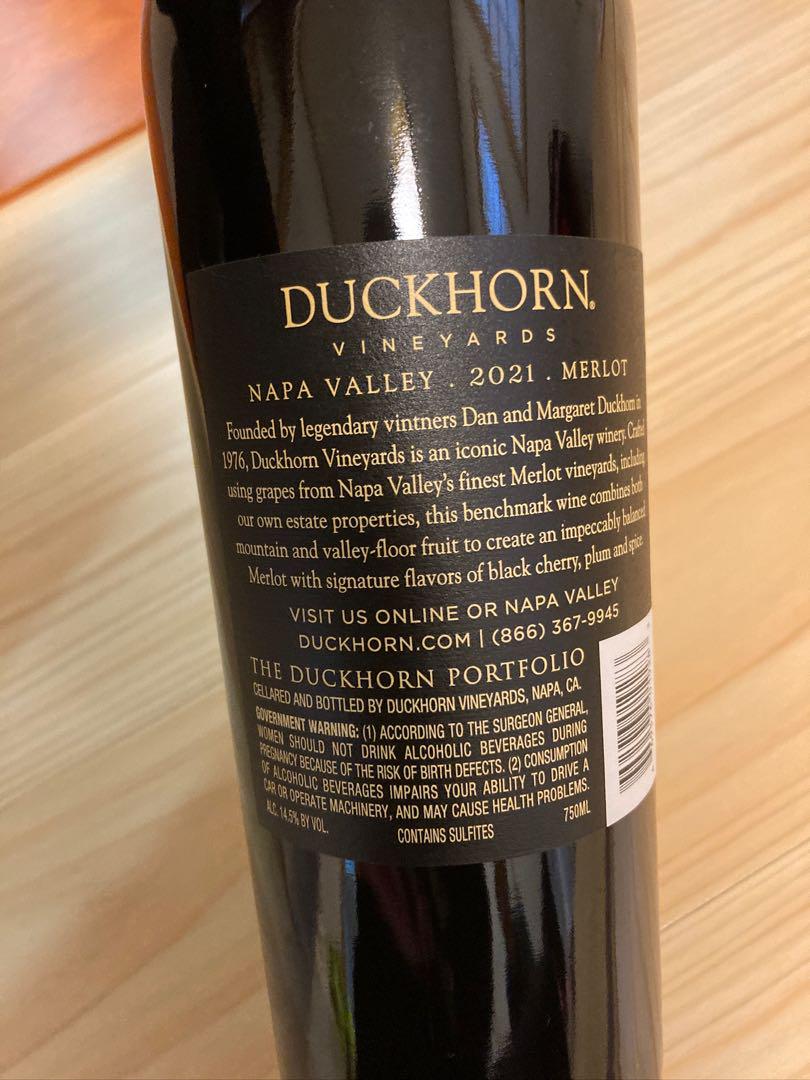 DUCKHORN®
VINEYARDS
NAPA VALLEY . 2021 . MERLOT
Founded by legendary vintners Dan and Margaret Duckhorn in
1976, Duckhorn Vineyards is an iconic Napa Valley winery. Crafted
using grapes from Napa Valley's finest Merlot vineyards, including
our own estate properties, this benchmark wine combines both
mountain and valley-floor fruit to create an impeccably balanced
Merlot with signature flavors of black cherry, plum and spice.
VISIT US ONLINE OR NAPA VALLEY
DUCKHORN.COM | (866) 367-9945
THE DUCKHORN PORTFOLIO
CELLARED AND BOTTLED BY DUCKHORN VINEYARDS, NAPA, CA.
GOVERNMENT WARNING: (1) ACCORDING TO THE SURGEON GENERAL,
WOMEN SHOULD NOT DRINK ALCOHOLIC BEVERAGES DURING
PREGNANCY BECAUSE OF THE RISK OF BIRTH DEFECTS. (2) CONSUMPTION
OF ALCOHOLIC BEVERAGES IMPAIRS YOUR ABILITY TO DRIVE A
CAR OR OPERATE MACHINERY, AND MAY CAUSE HEALTH PROBLEMS.
ALC. 14.5% BY VOL. CONTAINS SULFITES 750ML